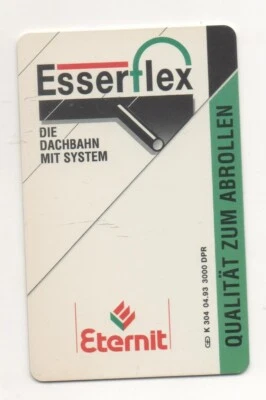 Esserflex
DIE
DACHBAHN
MIT SYSTEM
QUALITÄT ZUM ABROLLEN
K 304 04.93 3000 DPR
Eternit